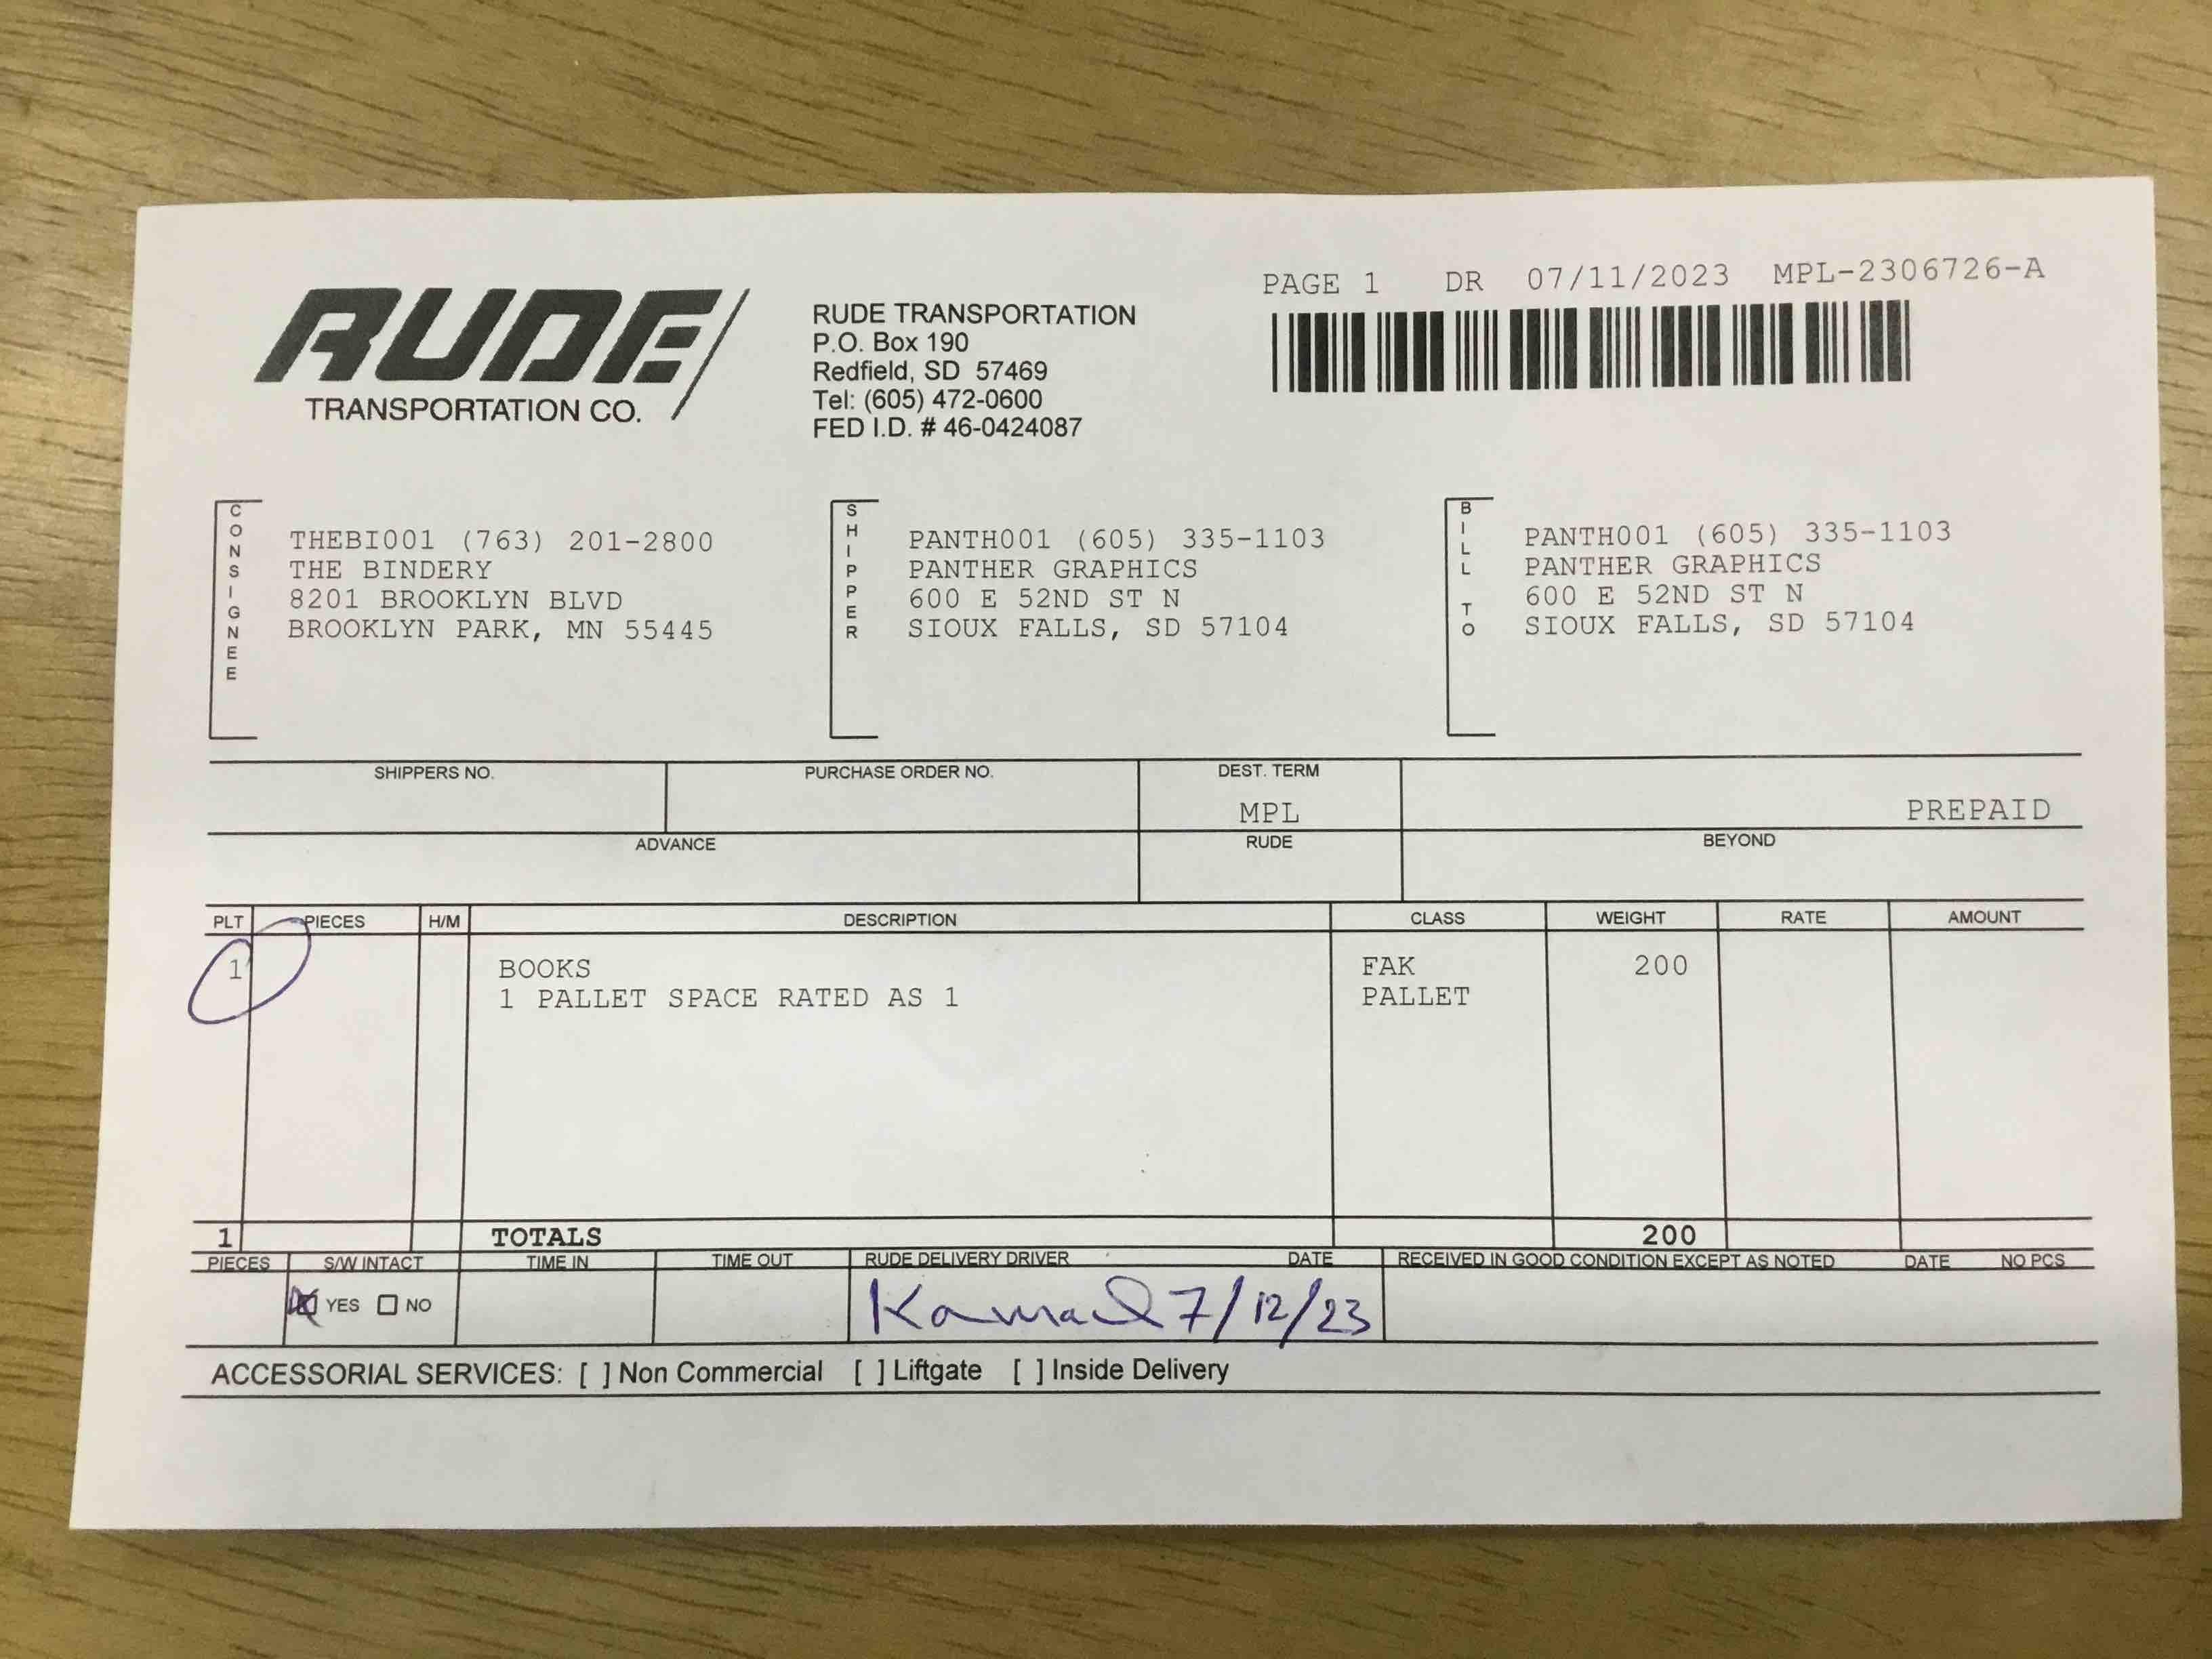 PAGE 1 DR 07/11/2023 MPL-2306726-A
RUDE
TRANSPORTATION CO.
RUDE TRANSPORTATION
P.O. Box 190
Redfield, SD 57469
Tel: (605) 472-0600
FED I.D. # 46-0424087
CONSIGNEE
THEBI001 (763) 201-2800
THE BINDERY
8201 BROOKLYN BLVD
BROOKLYN PARK, MN 55445
SHIPPER
PANTH001 (605) 335-1103
PANTHER GRAPHICS
600 E 52ND ST N
SIOUX FALLS, SD 57104
BILL TO
PANTH001 (605) 335-1103
PANTHER GRAPHICS
600 E 52ND ST N
SIOUX FALLS, SD 57104
SHIPPERS NO. PURCHASE ORDER NO. DEST. TERM
MPL PREPAID
ADVANCE RUDE BEYOND
PLT PIECES H/M DESCRIPTION CLASS WEIGHT RATE AMOUNT
1 BOOKS FAK 200
1 PALLET SPACE RATED AS 1 PALLET
1 TOTALS 200
PIECES S/W INTACT TIME IN TIME OUT RUDE DELIVERY DRIVER DATE RECEIVED IN GOOD CONDITION EXCEPT AS NOTED DATE NO PCS
YES NO 7/12/23
ACCESSORIAL SERVICES: [ ] Non Commercial [ ] Liftgate [ ] Inside Delivery